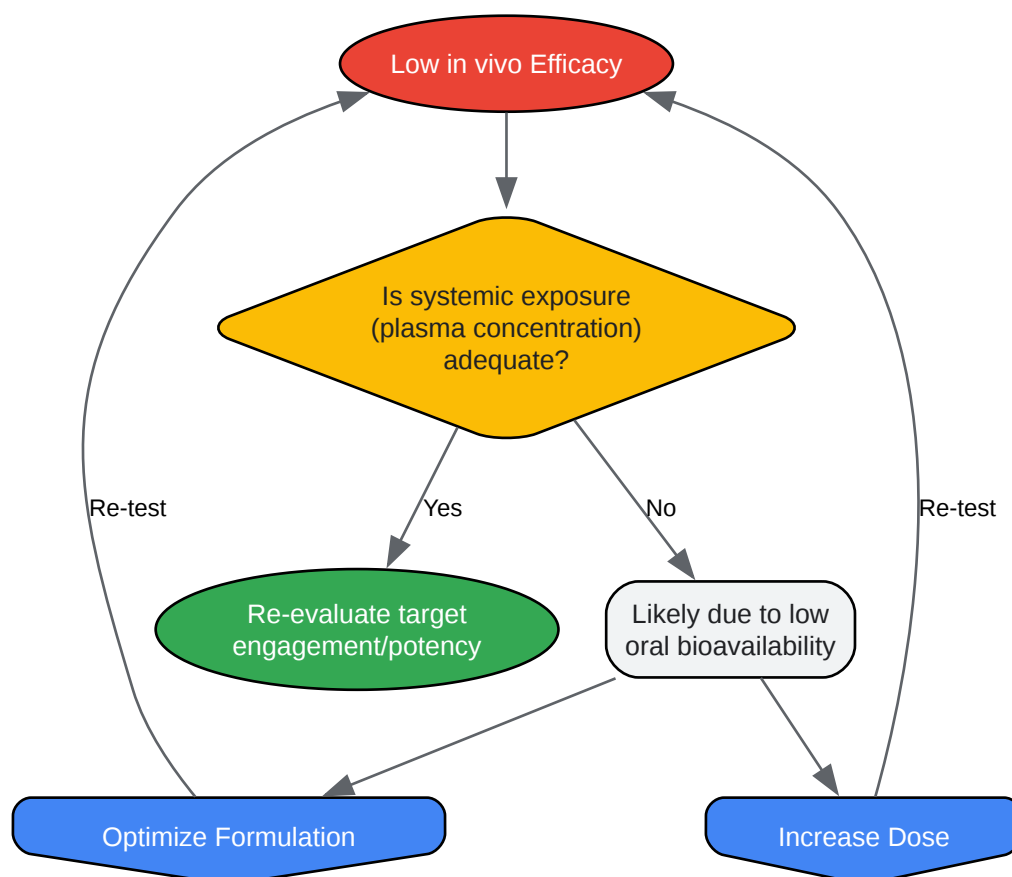 Low in vivo Efficacy
Is systemic exposure
(plasma concentration)
adequate?
Re-test
Yes
No
Re-test
Re-evaluate target
engagement/potency
Likely due to low
oral bioavailability
Optimize Formulation
Increase Dose